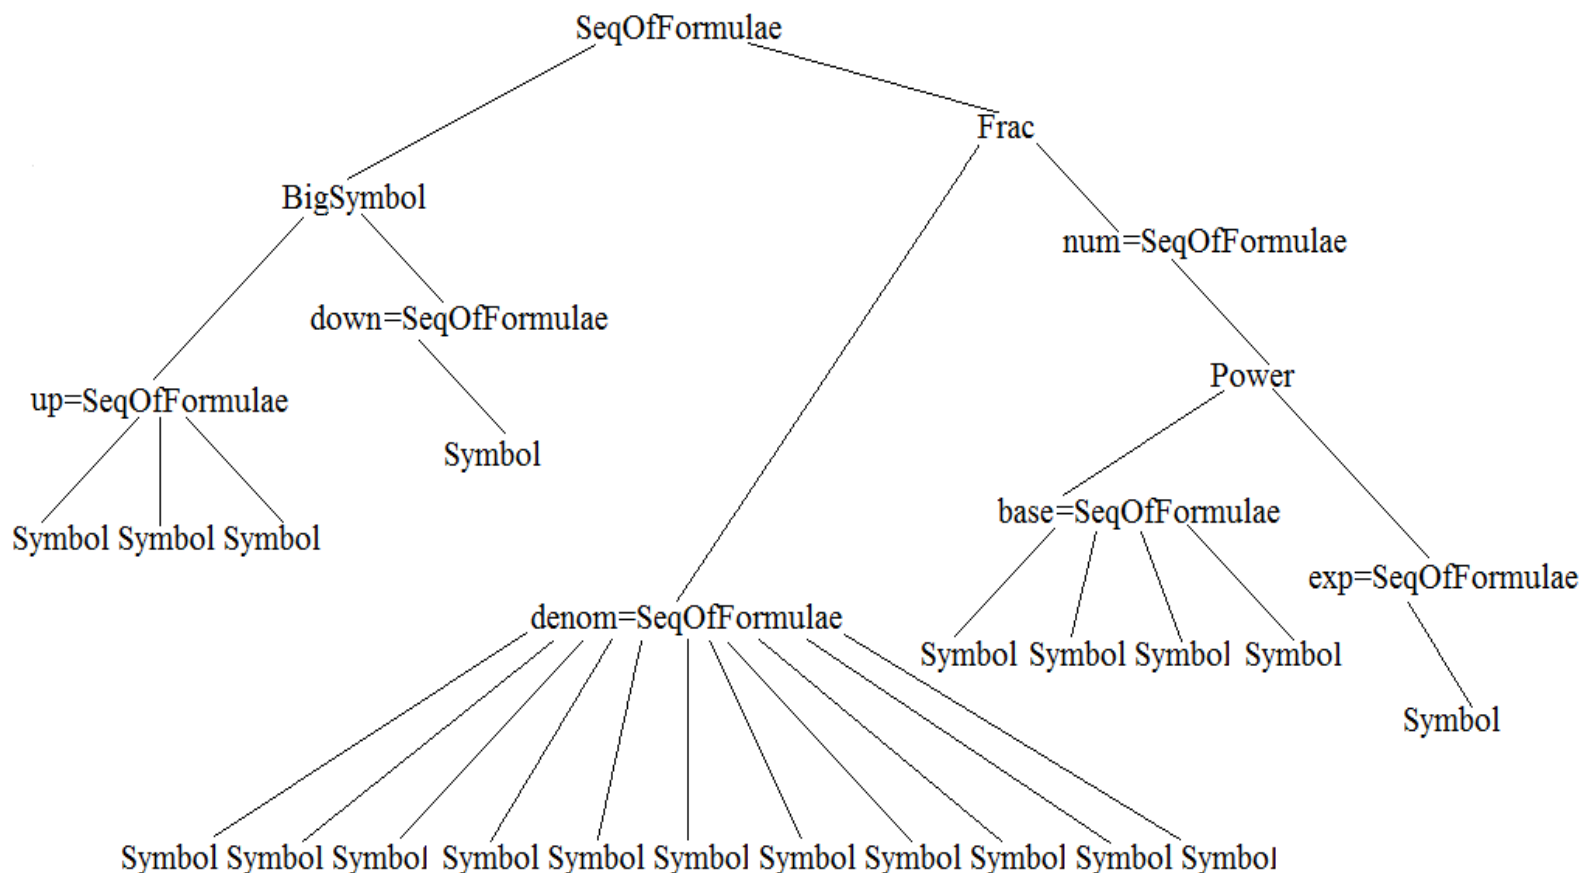 SeqOfFormulae
Frac
BigSymbol
num=SeqOfFormulae
down=SeqOfFormulae
Power
up=SeqOfFormulae
Symbol
base=SeqOfFormulae
Symbol Symbol Symbol
exp=SeqOfFormulae
denom=SeqOfFormulae
Symbol Symbol Symbol Symbol
Symbol
Symbol Symbol Symbol Symbol Symbol Symbol Symbol Symbol Symbol Symbol Symbol